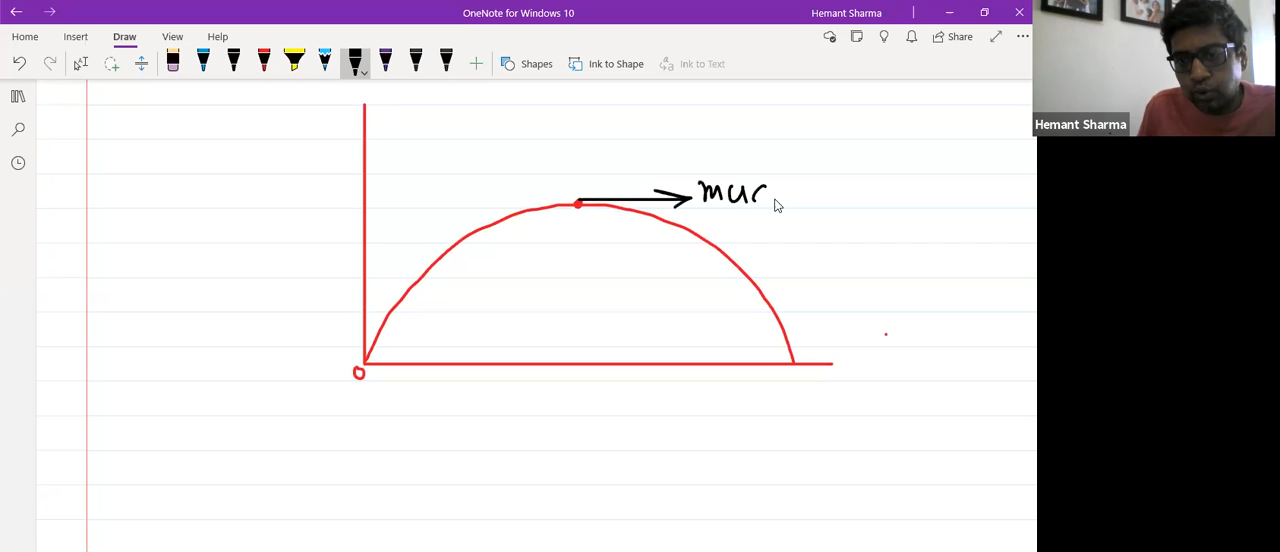 OneNote for Windows 10
Hemant Sharma
Home Insert Draw View Help
Share
Shapes
Ink to Shape
Ink to Text
Hemant Sharma
muc
O